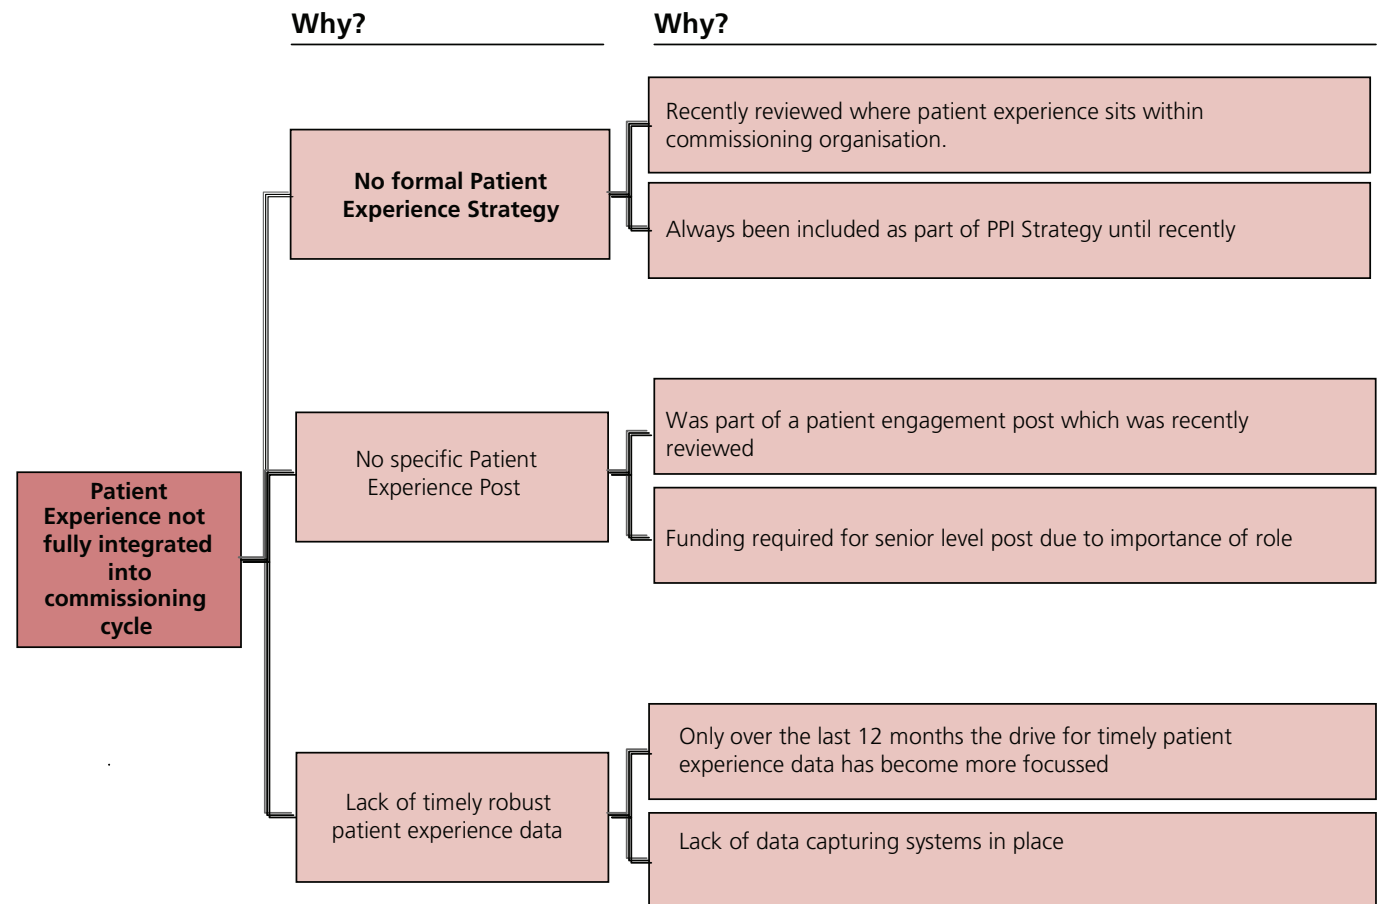 Why?
Why?
Recently reviewed where patient experience sits within
commissioning organisation.
No formal Patient
Experience Strategy
Always been included as part of PPI Strategy until recently
Was part of a patient engagement post which was recently
reviewed
No specific Patient
Experience Post
Funding required for senior level post due to importance of role
Patient
Experience not
fully integrated
into
commissioning
cycle
Only over the last 12 months the drive for timely patient
experience data has become more focussed
Lack of timely robust
patient experience data
Lack of data capturing systems in place